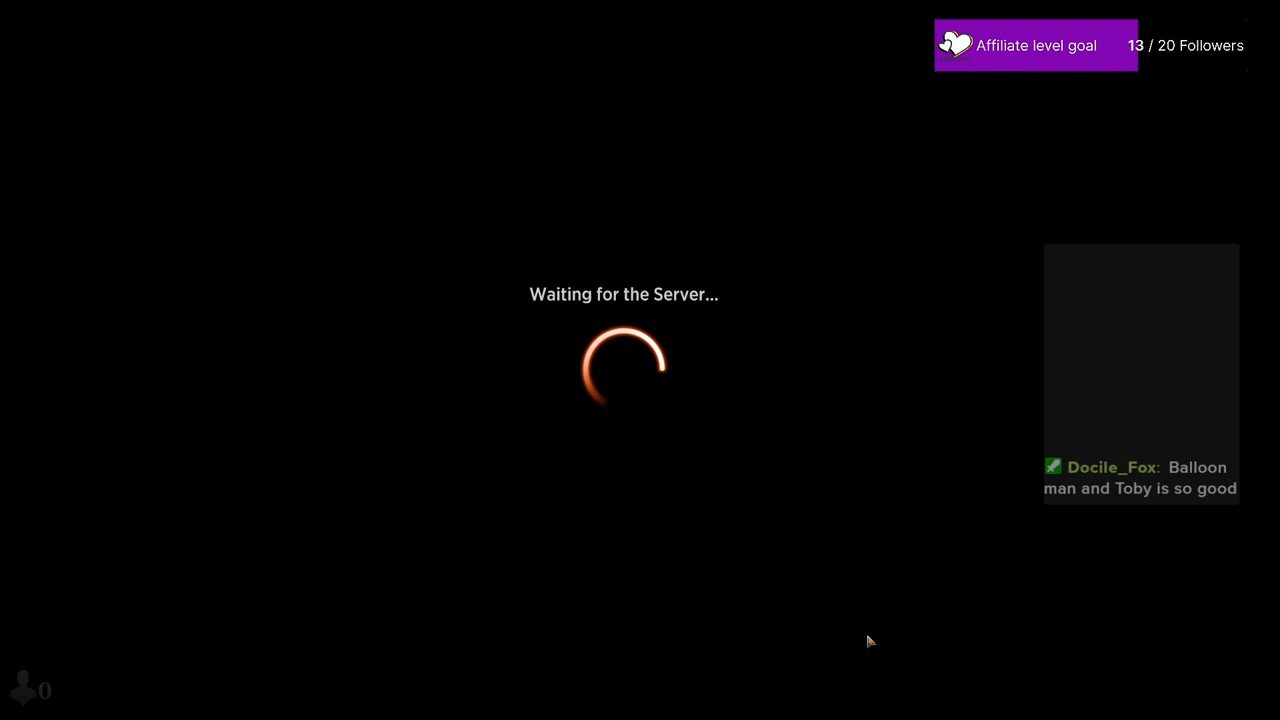 Affiliate level goal 13 / 20 Followers
Waiting for the Server...
Docile_Fox: Balloon
man and Toby is so good
0